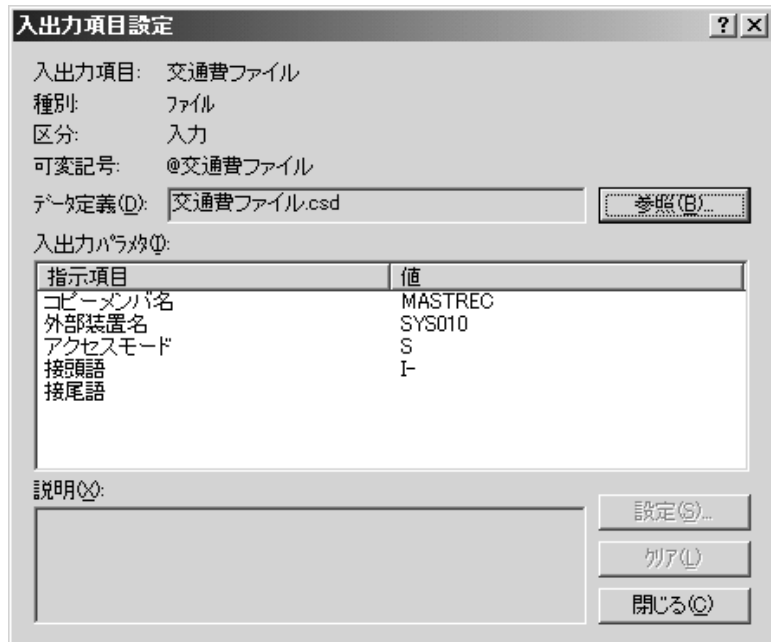 入出力項目設定
入出力項目: 交通費ファイル
種別: ファイル
区分: 入力
可変記号: @交通費ファイル
データ定義(D): 交通費ファイル.csd 参照(B)...
入出力パラメタ(I):
指示項目 値
コピーメンバ名 MASTREC
外部装置名 SYS010
アクセスモード S
接頭語 I-
接尾語
説明(X):
設定(S)...
クリア(L)
閉じる(C)